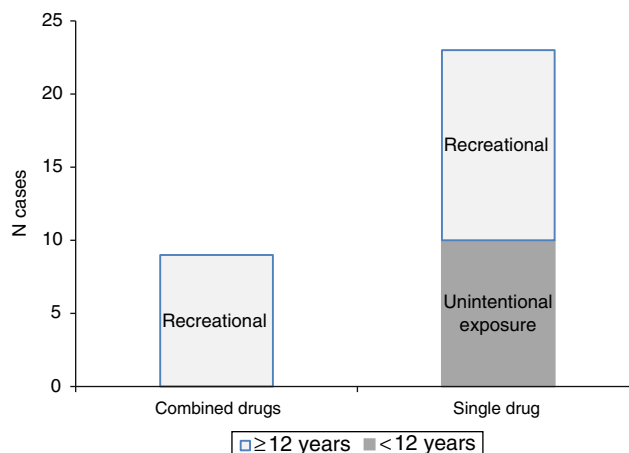 25
20
15
10
5
0
N cases
Recreational
Recreational
Unintentional
exposure
Combined drugs
Single drug
≥12 years <12 years